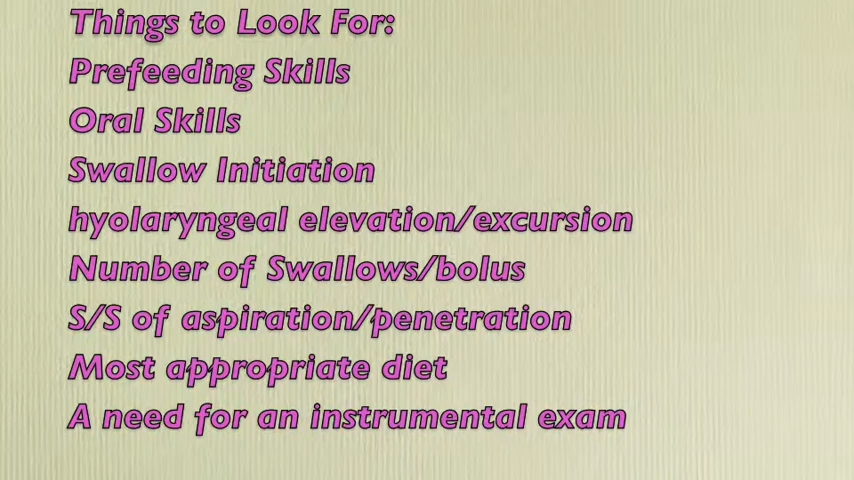 Things to Look For:
Prefeeding Skills
Oral Skills
Swallow Initiation
hyolaryngeal elevation/excursion
Number of Swallows/bolus
S/S of aspiration/penetration
Most appropriate diet
A need for an instrumental exam